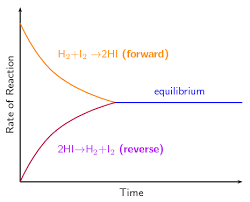 H₂+I₂ →2HI (forward)
equilibrium
2HI→H₂+I₂ (reverse)
Rate of Reaction
Time